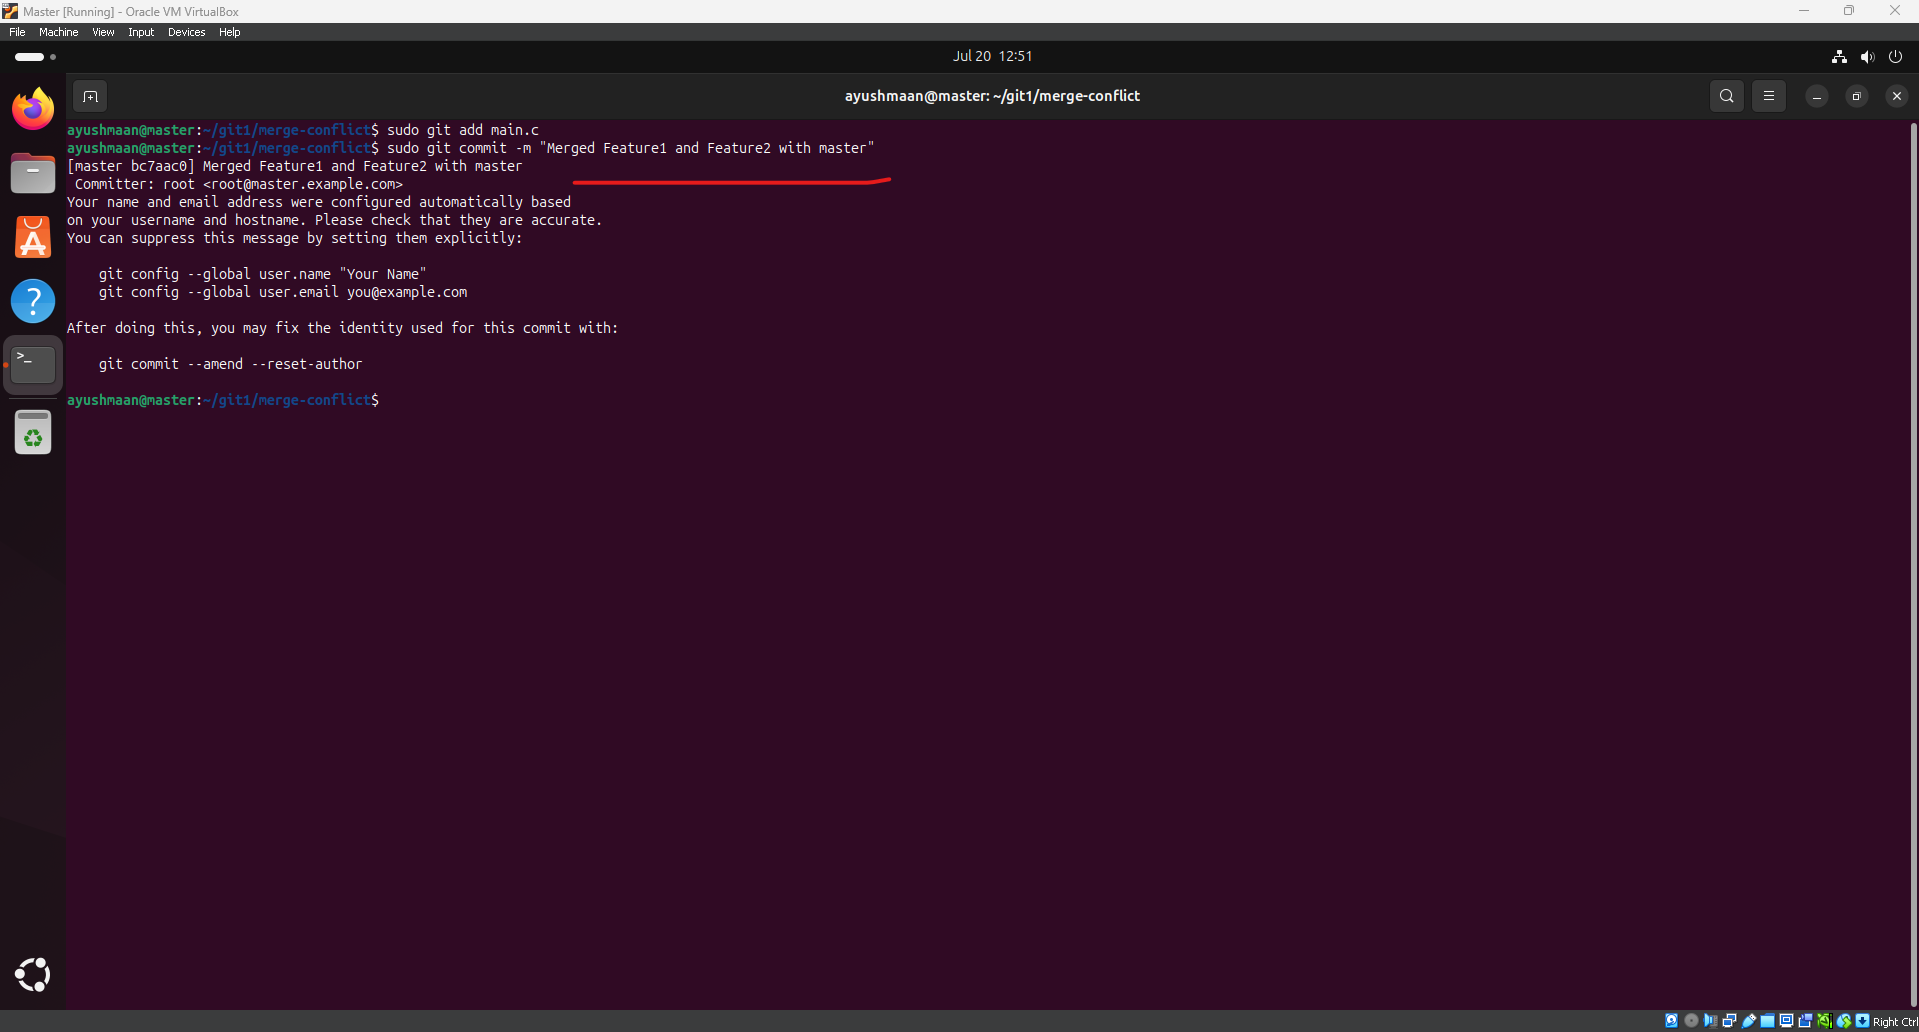 Master [Running] - Oracle VM VirtualBox
File Machine View Input Devices Help
Jul 20 12:51
ayushmaan@master: ~/git1/merge-conflict
ayushmaan@master:~/git1/merge-conflict$ sudo git add main.c
ayushmaan@master:~/git1/merge-conflict$ sudo git commit -m "Merged Feature1 and Feature2 with master"
[master bc7aac0] Merged Feature1 and Feature2 with master
Committer: root <root@master.example.com>
Your name and email address were configured automatically based
on your username and hostname. Please check that they are accurate.
You can suppress this message by setting them explicitly:
git config --global user.name "Your Name"
git config --global user.email you@example.com
After doing this, you may fix the identity used for this commit with:
git commit --amend --reset-author
ayushmaan@master:~/git1/merge-conflict$
Right Ctrl